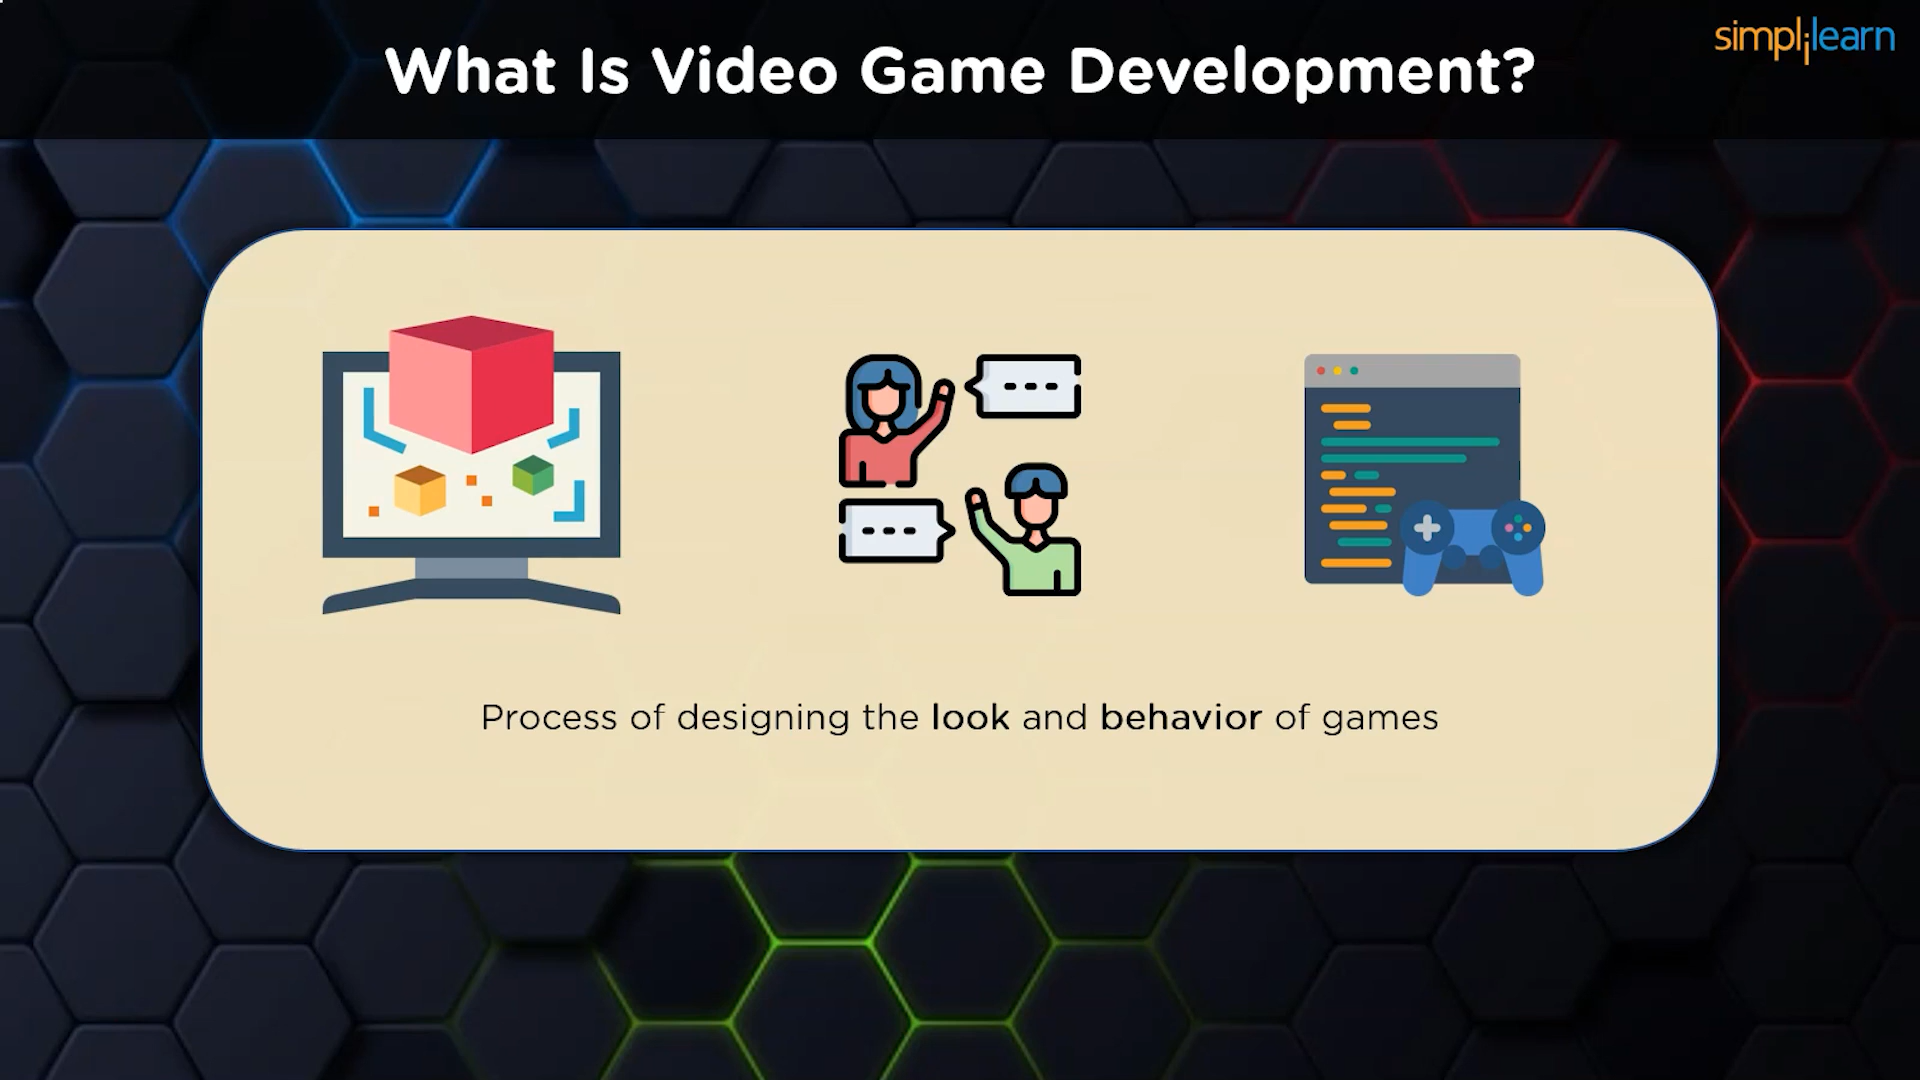 What Is Video Game Development?
simplilearn
Process of designing the look and behavior of games